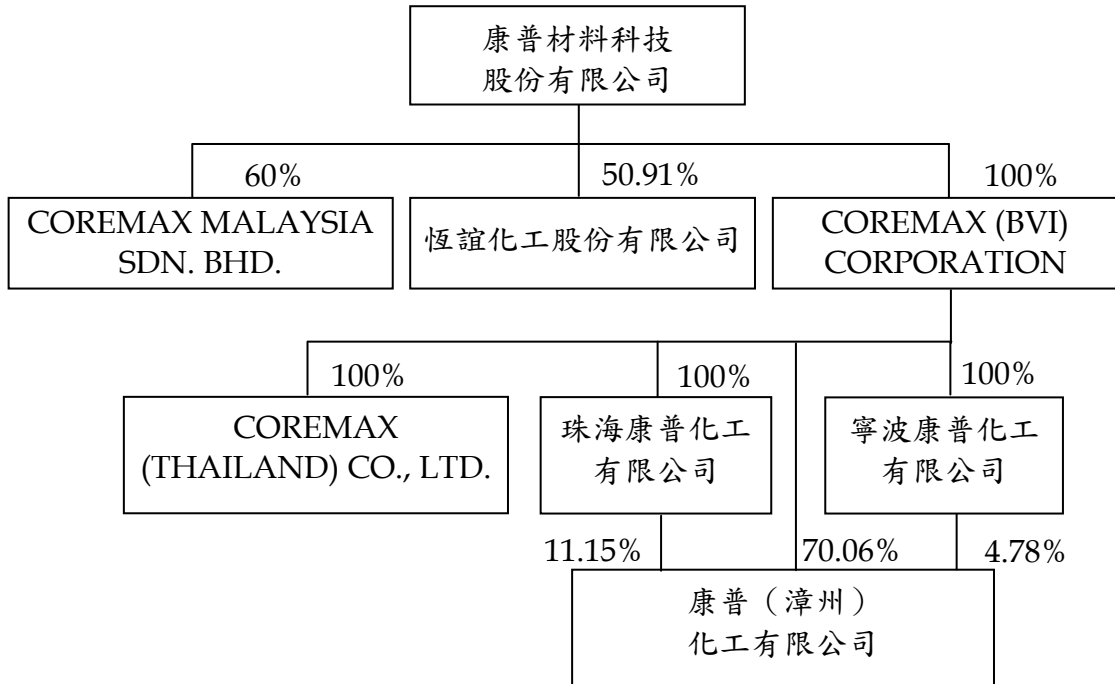 康普材料科技
股份有限公司
60%
50.91%
100%
COREMAX MALAYSIA
SDN. BHD.
恆誼化工股份有限公司
COREMAX (BVI)
CORPORATION
100%
100%
100%
COREMAX
(THAILAND) CO., LTD.
珠海康普化工
有限公司
寧波康普化工
有限公司
11.15%
70.06%
4.78%
康普（漳州）
化工有限公司